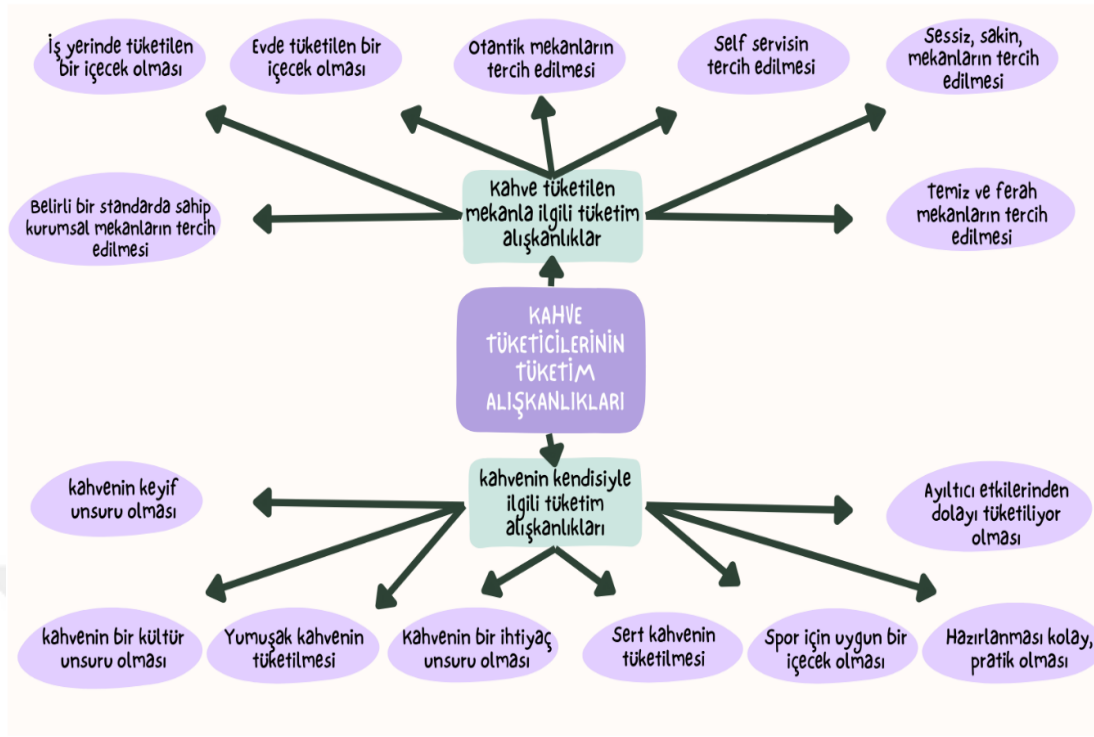 İş yerinde tüketilen
bir içecek olması
Evde tüketilen bir
içecek olması
Otantik mekanların
tercih edilmesi
Self servisin
tercih edilmesi
Sessiz, sakin,
mekanların tercih
edilmesi
Belirli bir standarda sahip
kurumsal mekanların tercih
edilmesi
Kahve tüketilen
mekanla ilgili tüketim
alışkanlıklar
Temiz ve ferah
mekanların tercih
edilmesi
KAHVE
TÜKETİCİLERİNİN
TÜKETİM
ALIŞKANLIKLARI
kahvenin keyif
unsuru olması
kahvenin kendisiyle
ilgili tüketim
alışkanlıkları
Ayıltıcı etkilerinden
dolayı tüketiliyor
olması
kahvenin bir kültür
unsuru olması
Yumuşak kahvenin
tüketilmesi
Kahvenin bir ihtiyaç
unsuru olması
Sert kahvenin
tüketilmesi
Spor için uygun bir
içecek olması
Hazırlanması kolay,
pratik olması